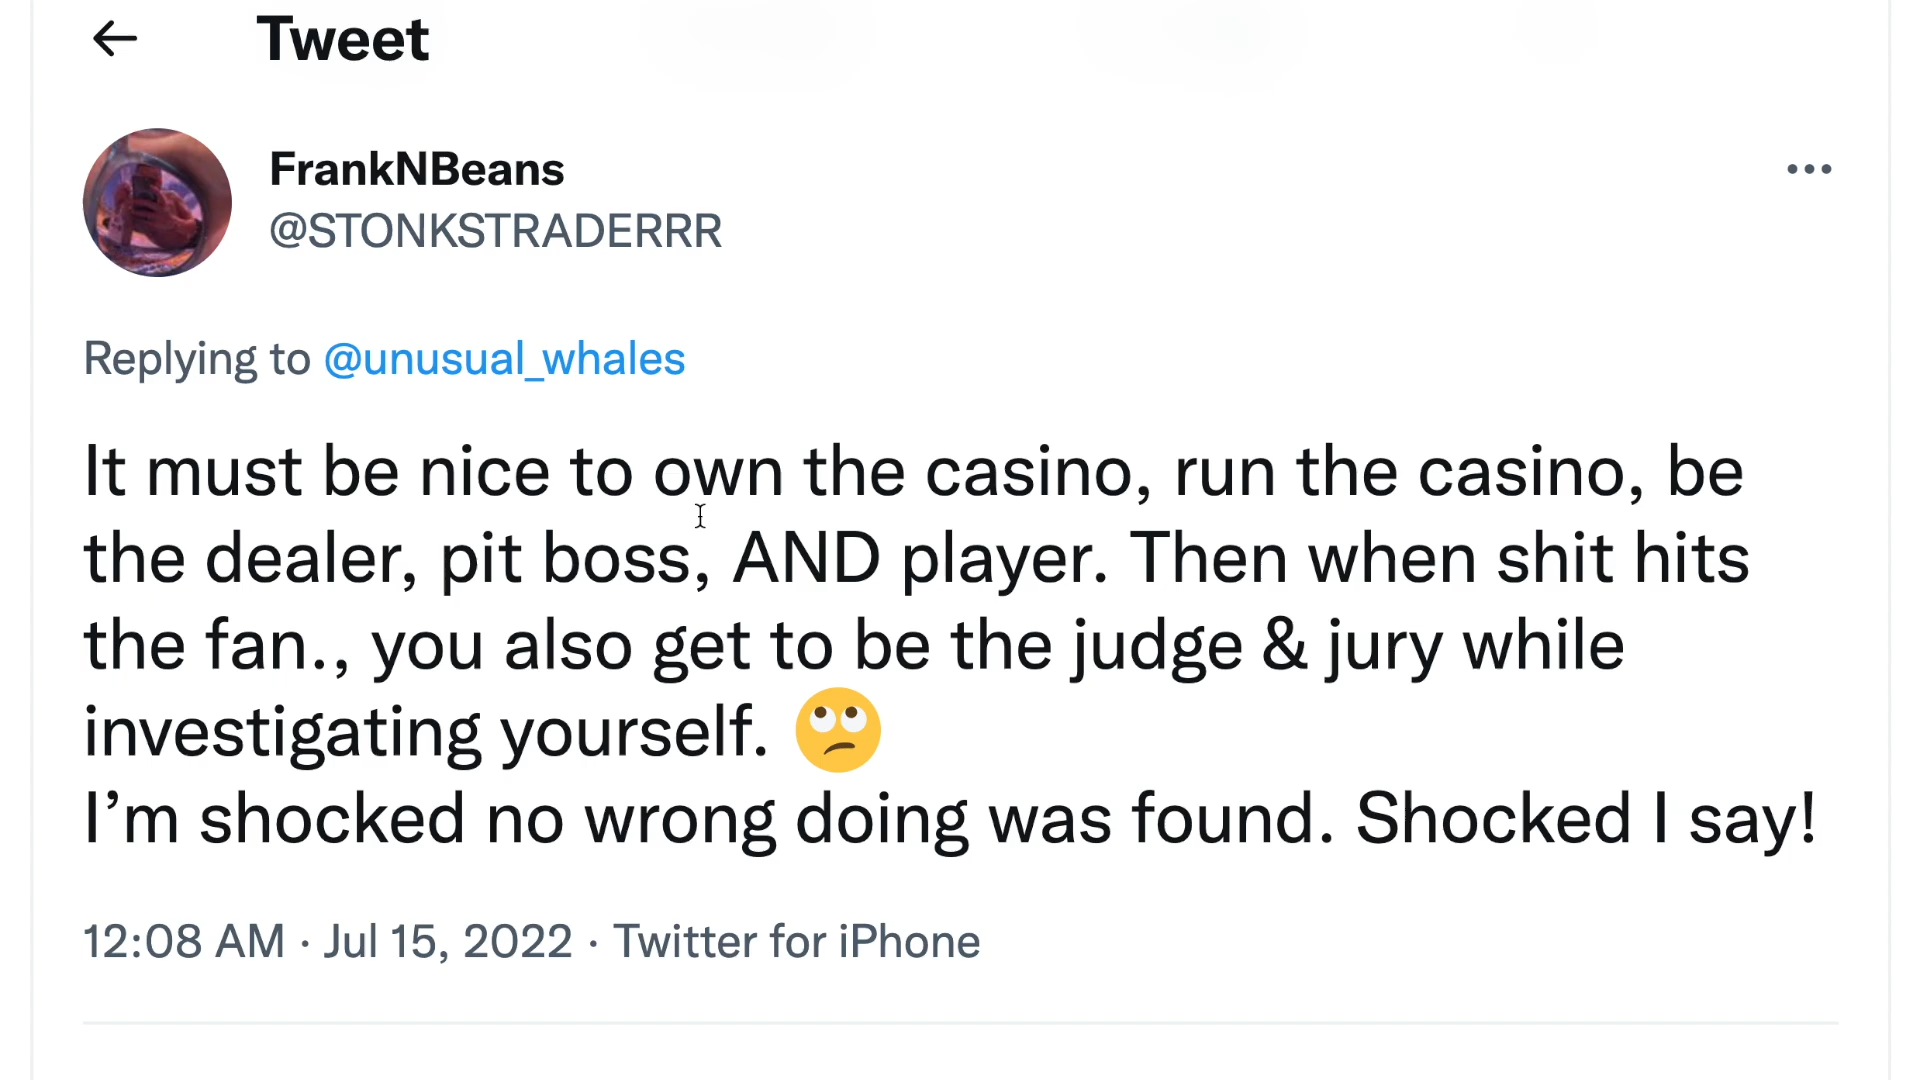 Tweet
FrankNBeans
@STONKSTRADERRR
Replying to @unusual_whales
It must be nice to own the casino, run the casino, be
the dealer, pit boss, AND player. Then when shit hits
the fan., you also get to be the judge & jury while
investigating yourself. 🙄
I’m shocked no wrong doing was found. Shocked I say!
12:08 AM · Jul 15, 2022 · Twitter for iPhone